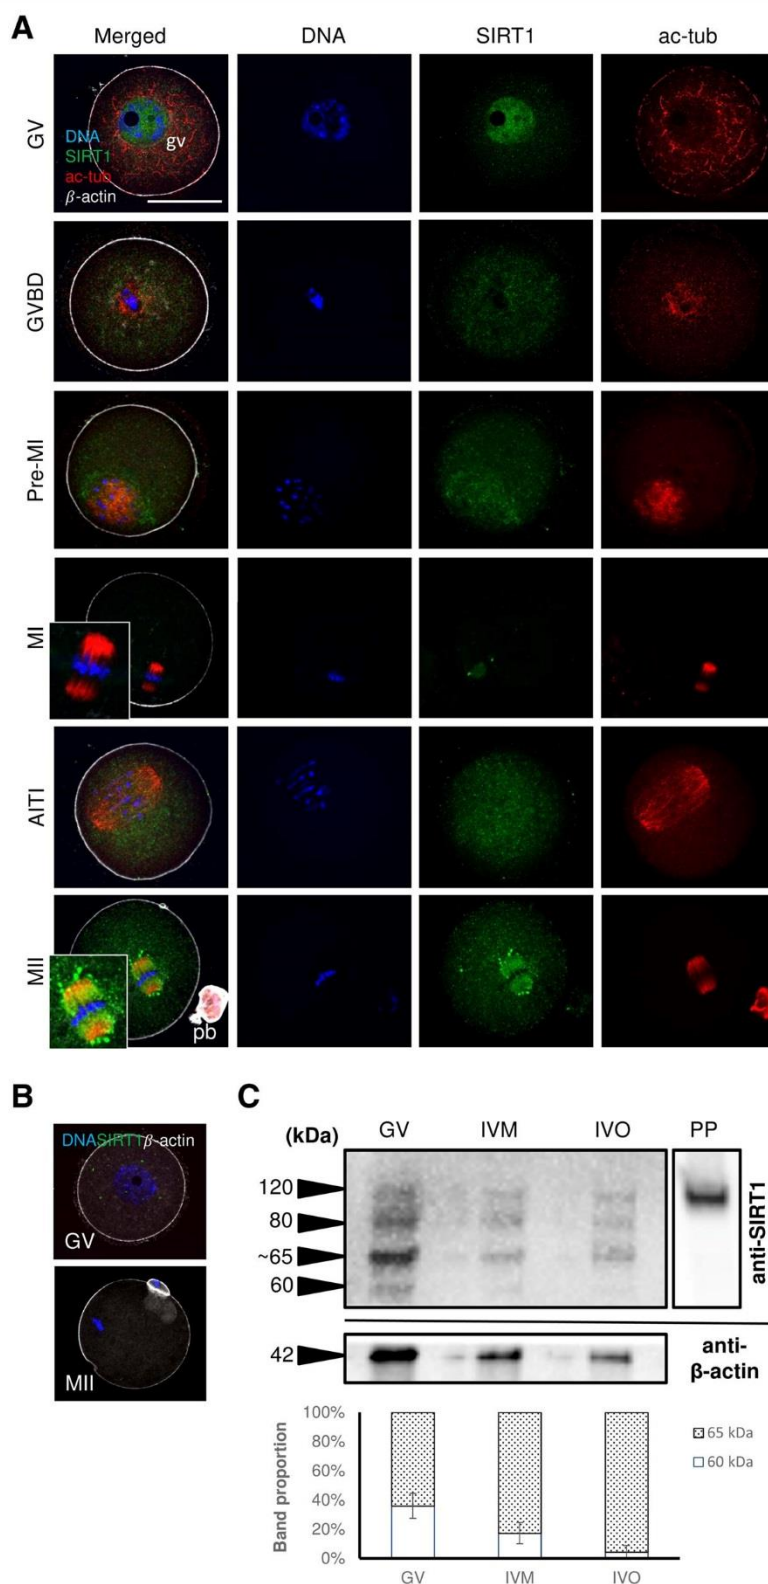 A
Merged DNA SIRT1 ac-tub
GV
DNA
SIRT1
ac-tub
β-actin
gv
GVBD
Pre-MI
MI
AITI
MII
pb
B
DNASIRT1β-actin
GV
MII
C
(kDa) GV IVM IVO PP
120
80
~65
60
anti-SIRT1
42
anti-
β-actin
100%
80%
60%
40%
20%
0%
Band proportion
65 kDa
60 kDa
GV IVM IVO